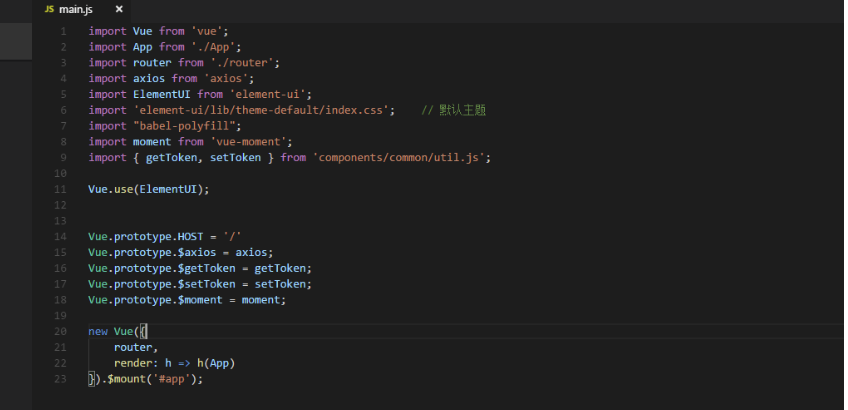 JS main.js ×
1 import Vue from 'vue';
2 import App from './App';
3 import router from './router';
4 import axios from 'axios';
5 import ElementUI from 'element-ui';
6 import 'element-ui/lib/theme-default/index.css';    // 默认主题
7 import "babel-polyfill";
8 import moment from 'vue-moment';
9 import { getToken, setToken } from 'components/common/util.js';
10
11 Vue.use(ElementUI);
12
13
14 Vue.prototype.HOST = '/'
15 Vue.prototype.$axios = axios;
16 Vue.prototype.$getToken = getToken;
17 Vue.prototype.$setToken = setToken;
18 Vue.prototype.$moment = moment;
19
20 new Vue({
21     router,
22     render: h => h(App)
23 }).$mount('#app');